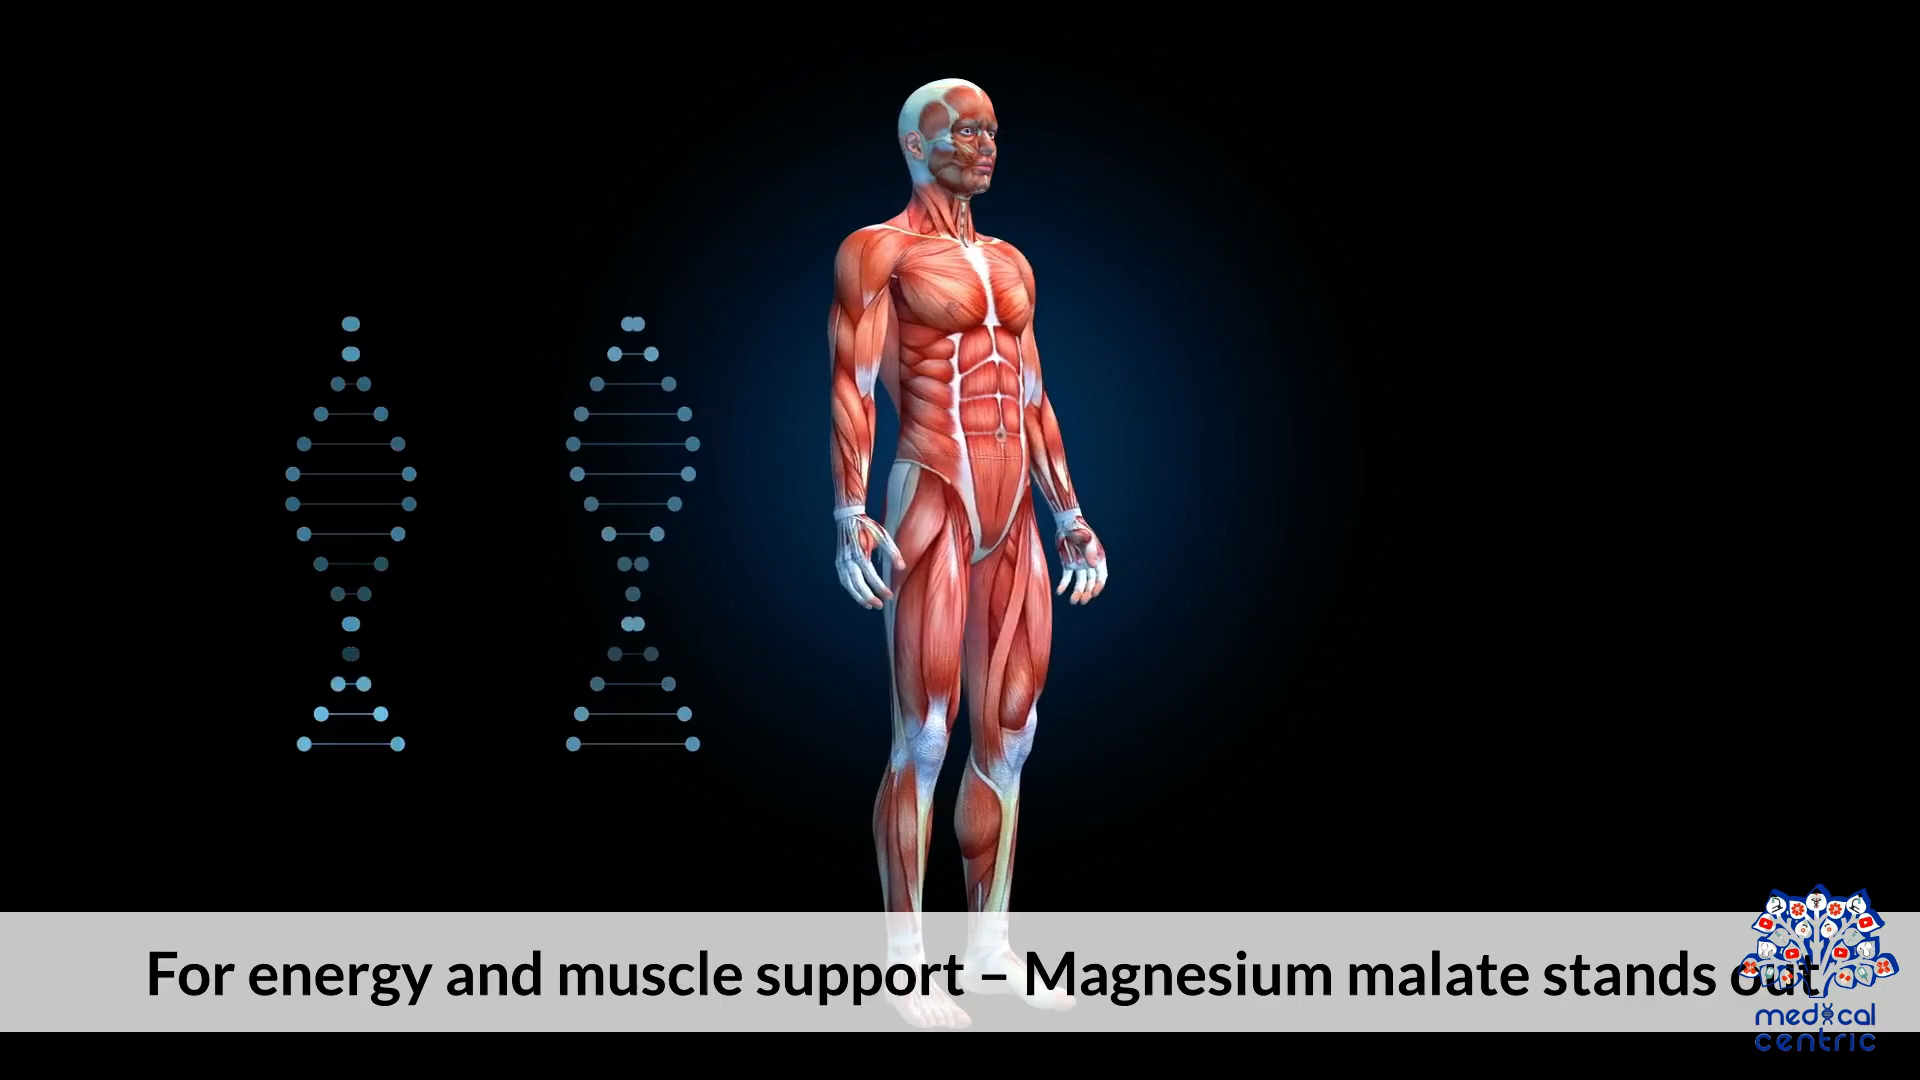 For energy and muscle support – Magnesium malate stands out
medical
centric